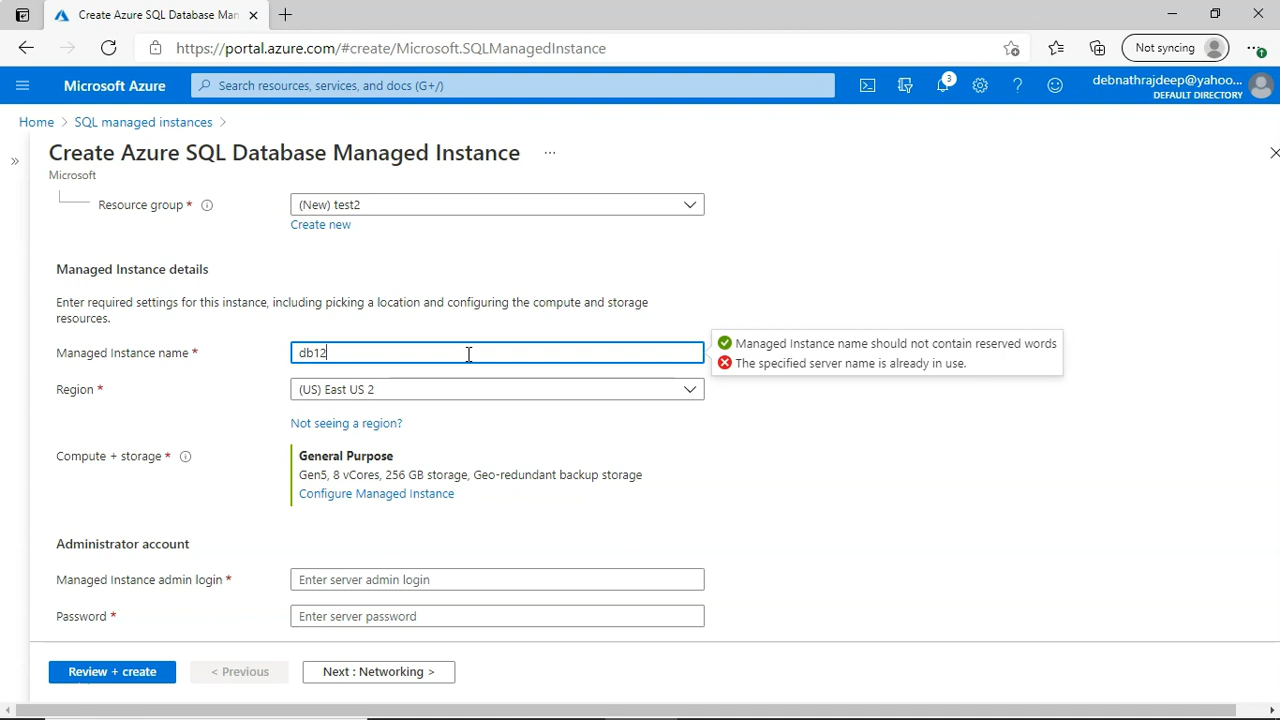 Create Azure SQL Database Man
https://portal.azure.com/#create/Microsoft.SQLManagedInstance
Not syncing
Microsoft Azure
Search resources, services, and docs (G+/)
3
debnathrajdeep@yahoo...
DEFAULT DIRECTORY
Home > SQL managed instances >
Create Azure SQL Database Managed Instance ...
Microsoft
Resource group *
(New) test2
Create new
Managed Instance details
Enter required settings for this instance, including picking a location and configuring the compute and storage
resources.
Managed Instance name *
db12
Managed Instance name should not contain reserved words
The specified server name is already in use.
Region *
(US) East US 2
Not seeing a region?
Compute + storage *
General Purpose
Gen5, 8 vCores, 256 GB storage, Geo-redundant backup storage
Configure Managed Instance
Administrator account
Managed Instance admin login *
Enter server admin login
Password *
Enter server password
Review + create
< Previous
Next : Networking >